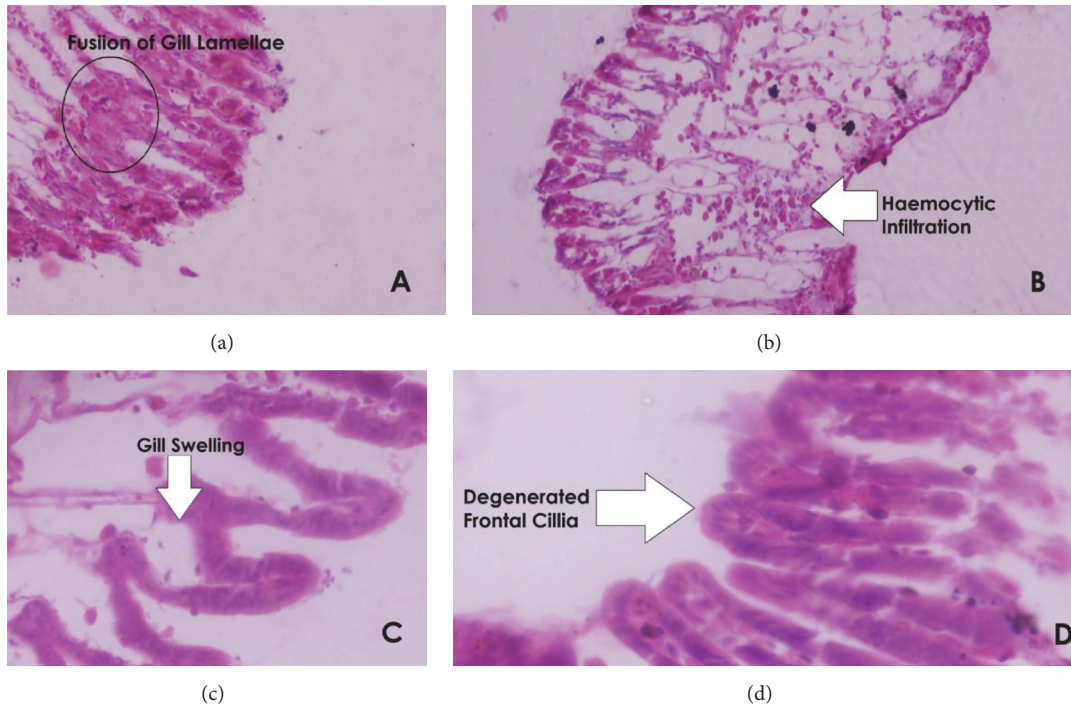 Fusiion of Gill Lamellae
A
Haemocytic
Infiltration
B
(a)
(b)
Gill Swelling
C
Degenerated
Frontal Cillia
D
(c)
(d)